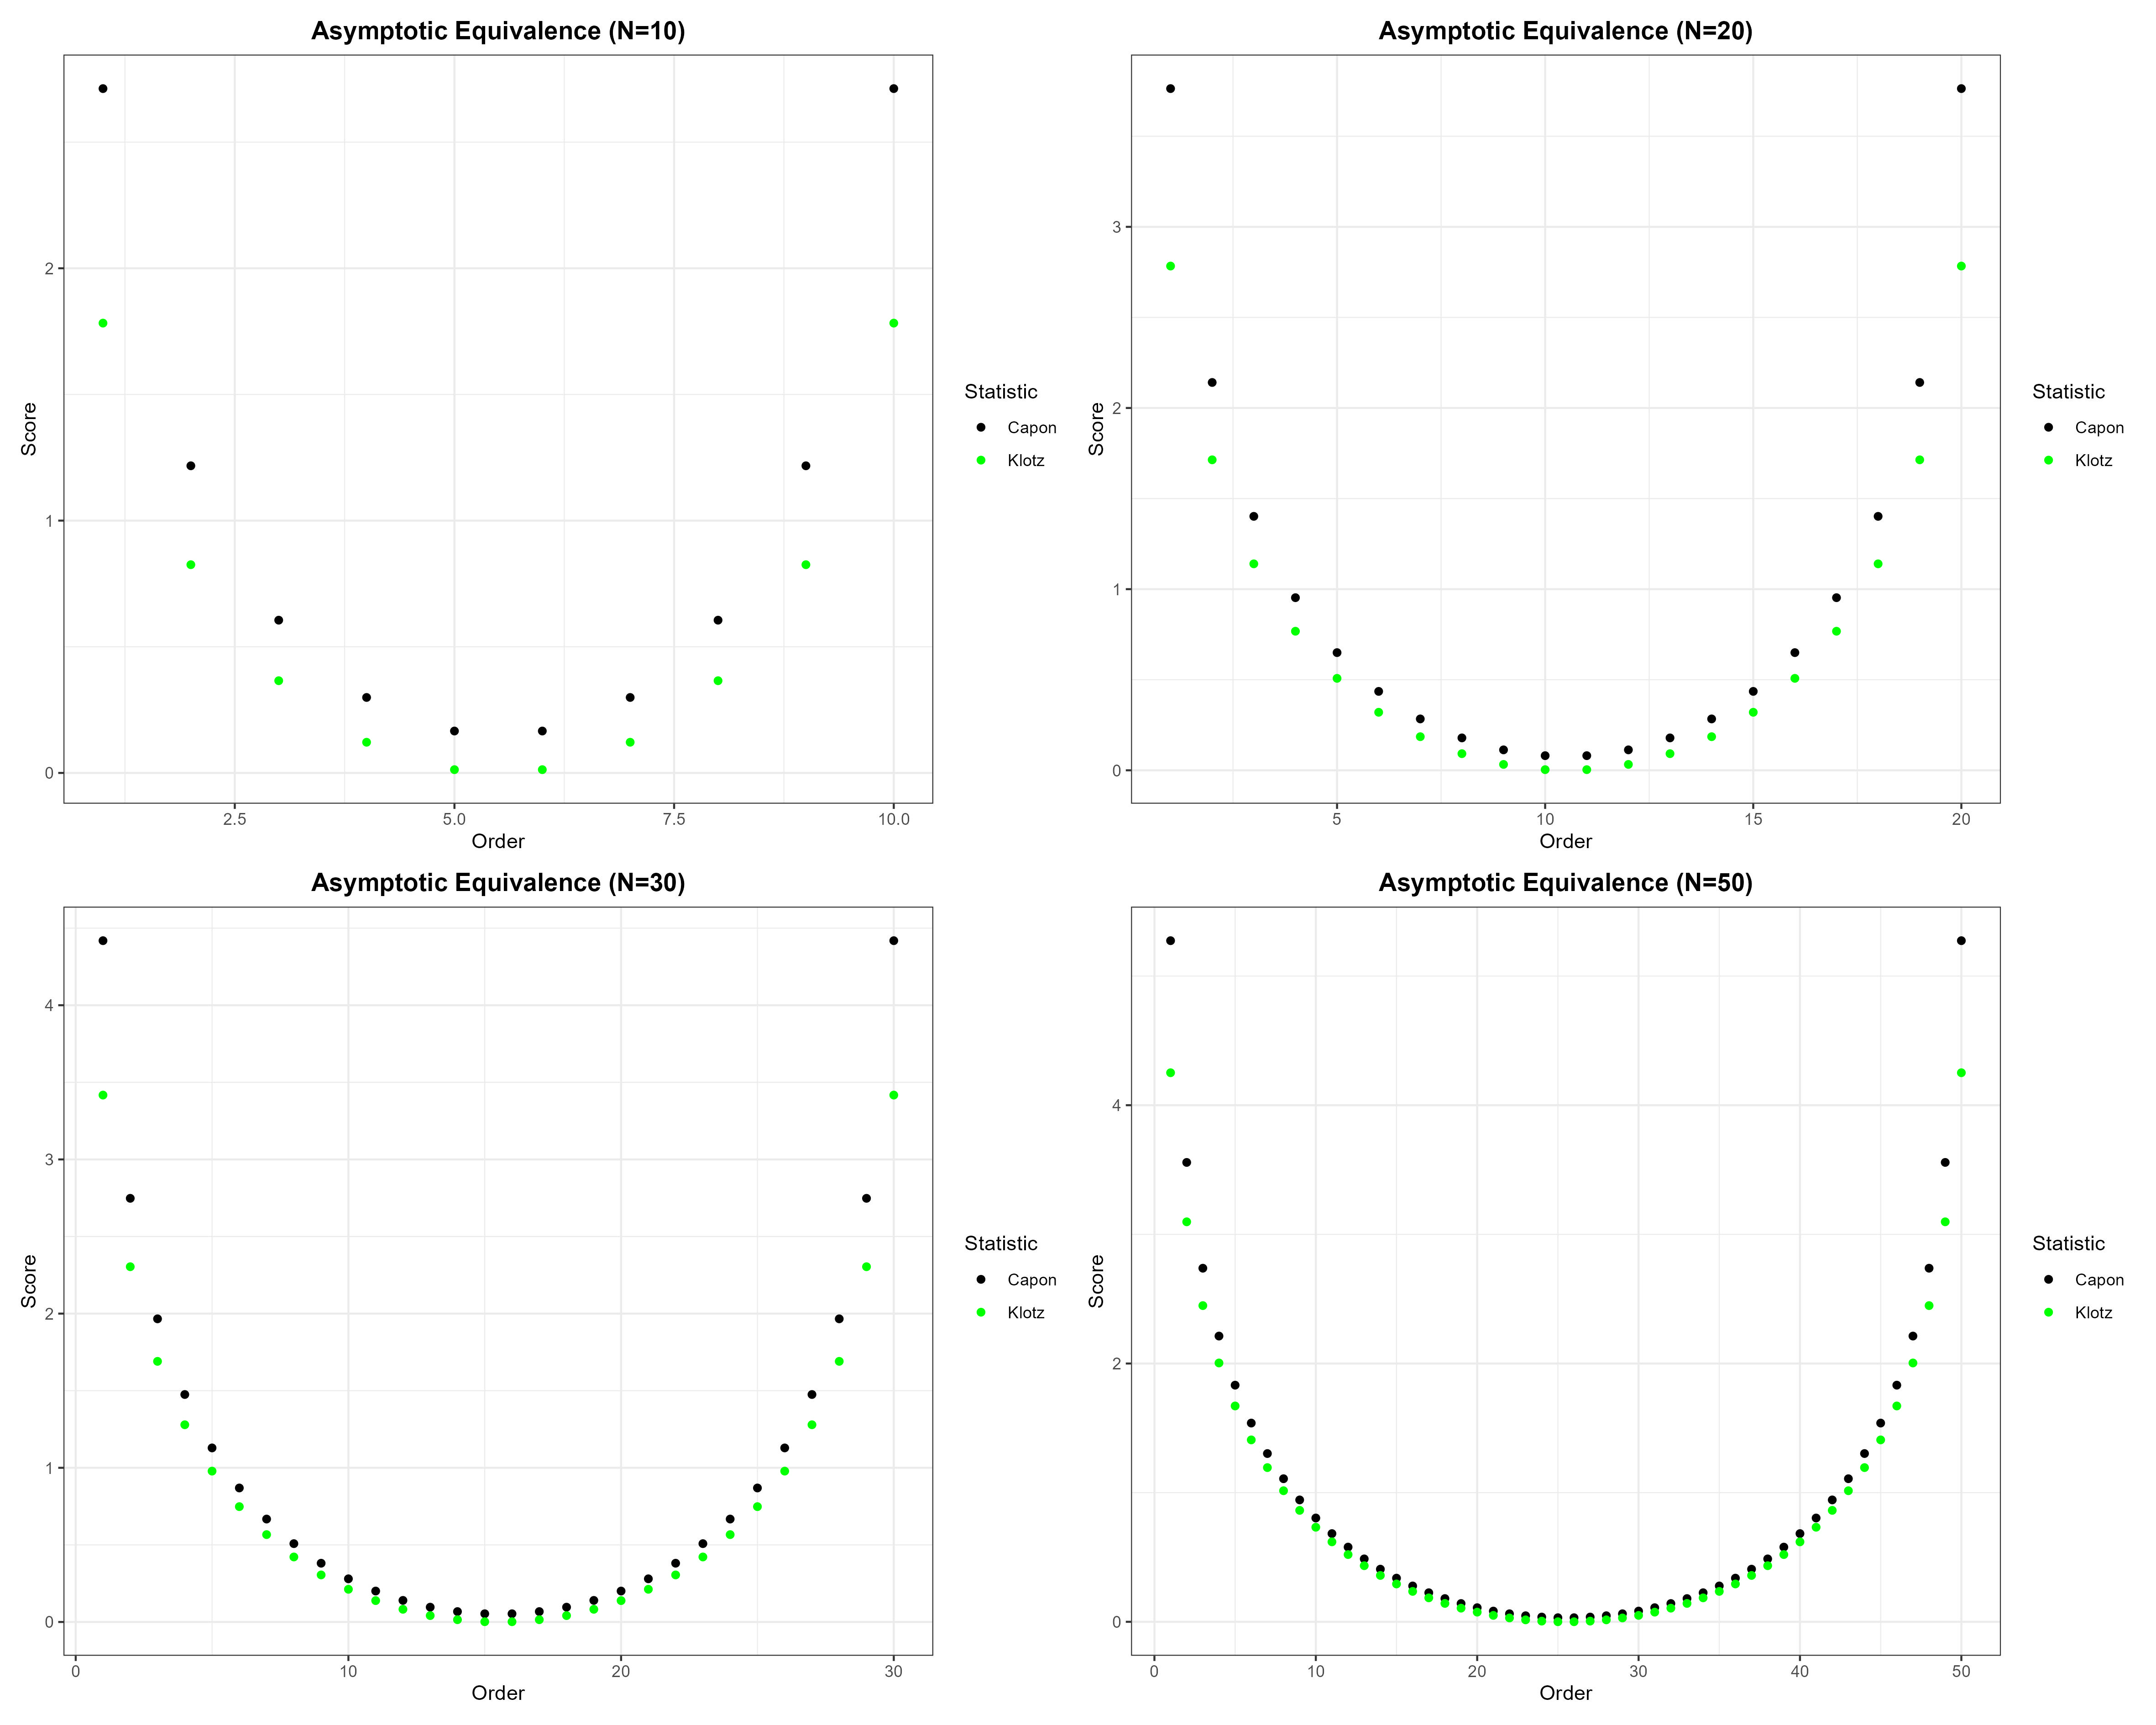 Asymptotic Equivalence (N=10)
Score
2
1
0
2.5 5.0 7.5 10.0
Order
Statistic
Capon
Klotz
Asymptotic Equivalence (N=20)
Score
3
2
1
0
5 10 15 20
Order
Statistic
Capon
Klotz
Asymptotic Equivalence (N=30)
Score
4
3
2
1
0
0 10 20 30
Order
Statistic
Capon
Klotz
Asymptotic Equivalence (N=50)
Score
4
2
0
0 10 20 30 40 50
Order
Statistic
Capon
Klotz